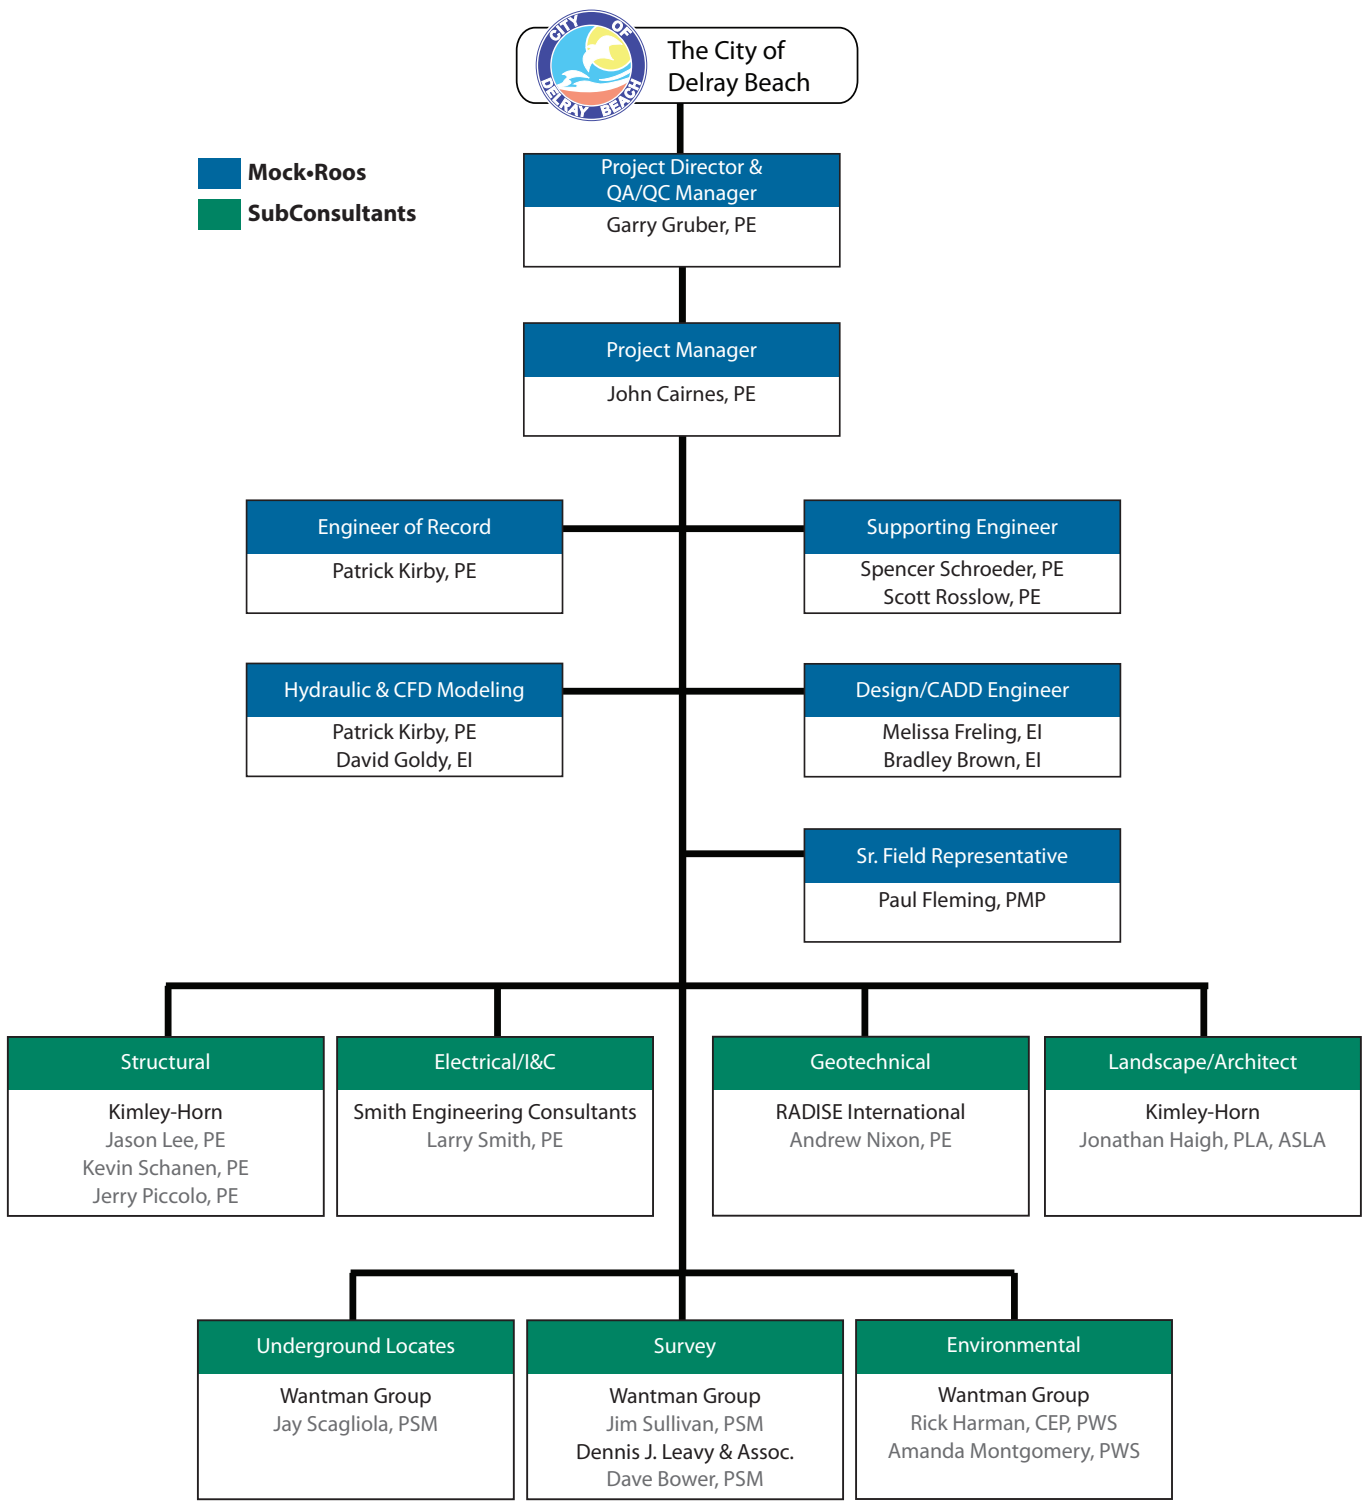 CITY OF
DELRAY BEACH
The City of
Delray Beach
Mock•Roos
SubConsultants
Project Director &
QA/QC Manager
Garry Gruber, PE
Project Manager
John Cairnes, PE
Engineer of Record
Patrick Kirby, PE
Supporting Engineer
Spencer Schroeder, PE
Scott Rosslow, PE
Hydraulic & CFD Modeling
Patrick Kirby, PE
David Goldy, EI
Design/CADD Engineer
Melissa Freling, EI
Bradley Brown, EI
Sr. Field Representative
Paul Fleming, PMP
Structural
Kimley-Horn
Jason Lee, PE
Kevin Schanen, PE
Jerry Piccolo, PE
Electrical/I&C
Smith Engineering Consultants
Larry Smith, PE
Geotechnical
RADISE International
Andrew Nixon, PE
Landscape/Architect
Kimley-Horn
Jonathan Haigh, PLA, ASLA
Underground Locates
Wantman Group
Jay Scagliola, PSM
Survey
Wantman Group
Jim Sullivan, PSM
Dennis J. Leavy & Assoc.
Dave Bower, PSM
Environmental
Wantman Group
Rick Harman, CEP, PWS
Amanda Montgomery, PWS